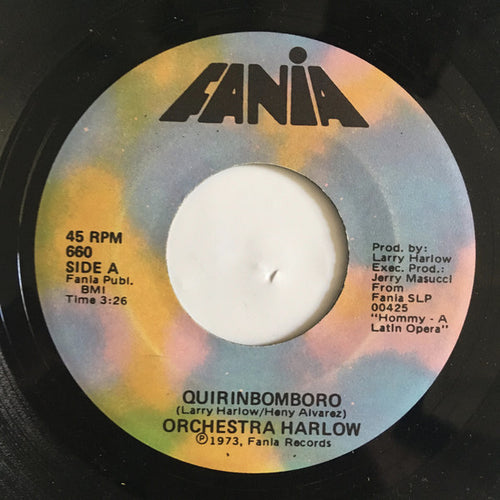 FANIA
45 RPM
660
SIDE A
Fania Publ.
BMI
Time 3:26
Prod. by:
Larry Harlow
Exec. Prod.:
Jerry Masucci
From
Fania SLP
00425
"Hommy - A
Latin Opera"
QUIRINBOMBORO
(Larry Harlow/Heny Alvarez)
ORCHESTRA HARLOW
Ⓟ1973, Fania Records